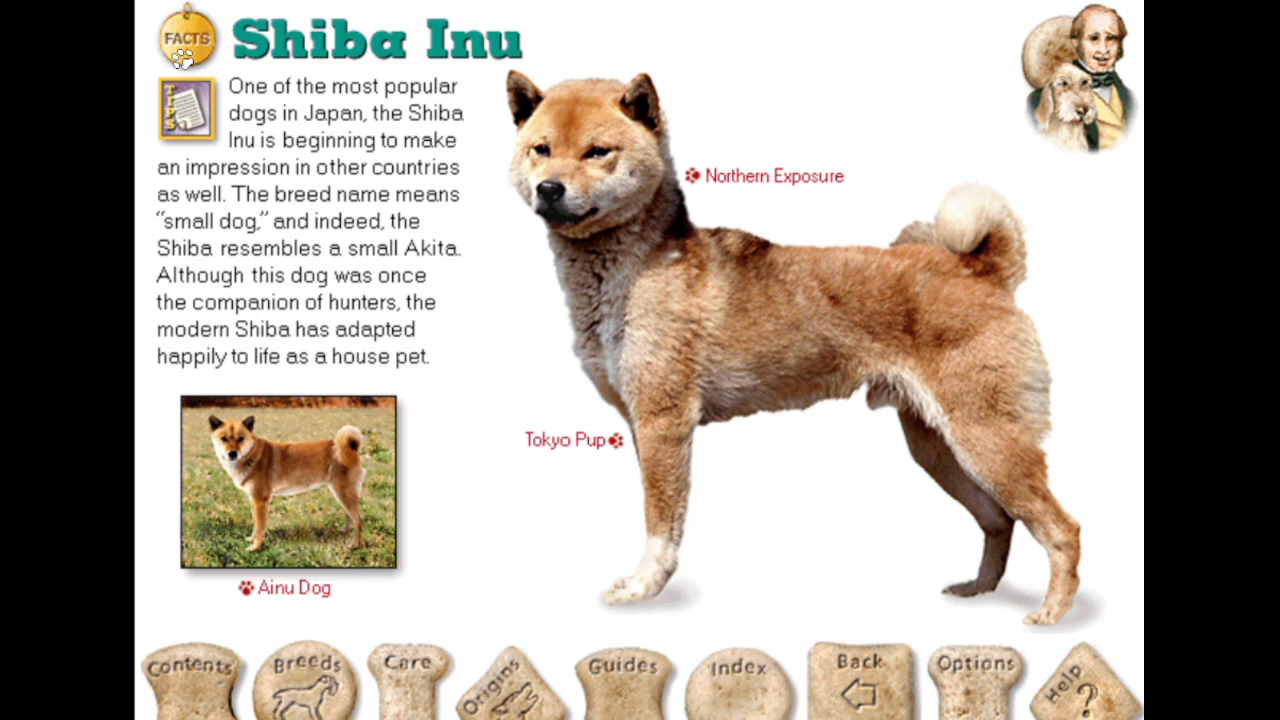 FACTS
Shiba Inu
TIPS
One of the most popular
dogs in Japan, the Shiba
Inu is beginning to make
an impression in other countries
as well. The breed name means
“small dog,” and indeed, the
Shiba resembles a small Akita.
Although this dog was once
the companion of hunters, the
modern Shiba has adapted
happily to life as a house pet.
Northern Exposure
Tokyo Pup
Ainu Dog
Contents
Breeds
Care
Origins
Guides
Index
Back
Options
Help
?